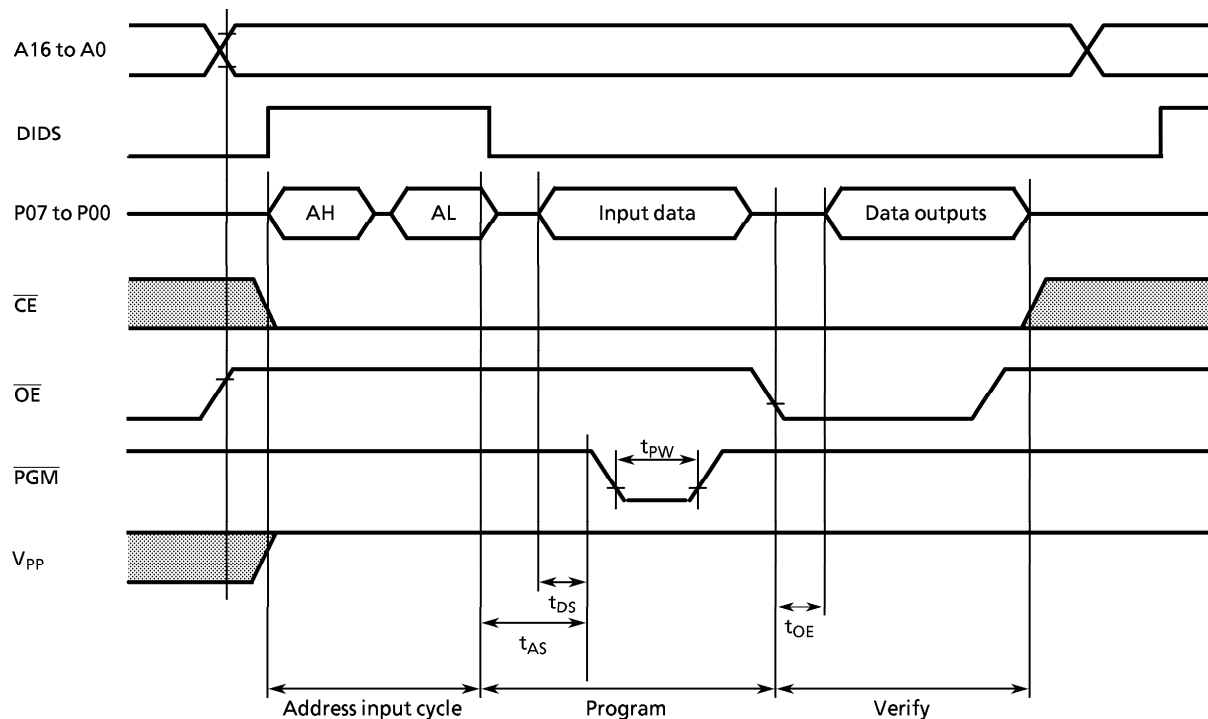 A16 to A0
DIDS
P07 to P00 AH AL Input data Data outputs
CE
OE
PGM tPW
VPP
tDS
tAS tOE
Address input cycle Program Verify